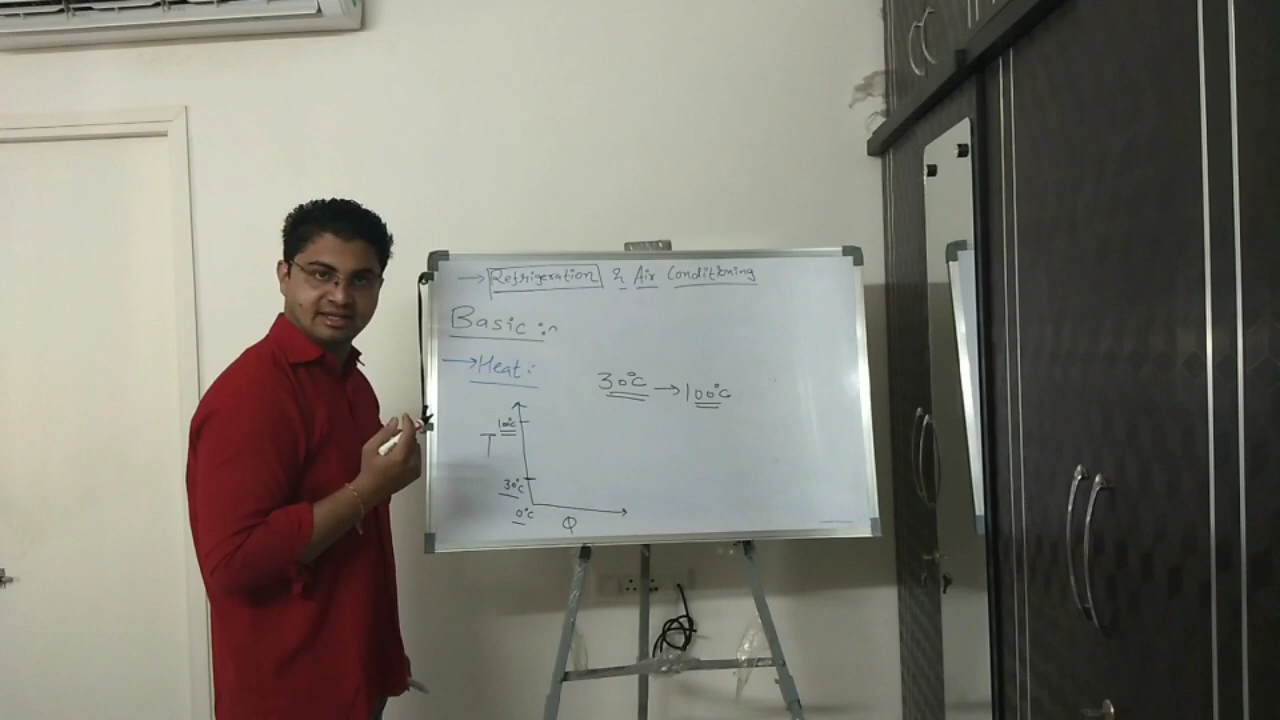 → Refrigeration & Air Conditioning
Basic :~
→ Heat :
30°C → 100°C
100°C
T
30°C
0°C
Q